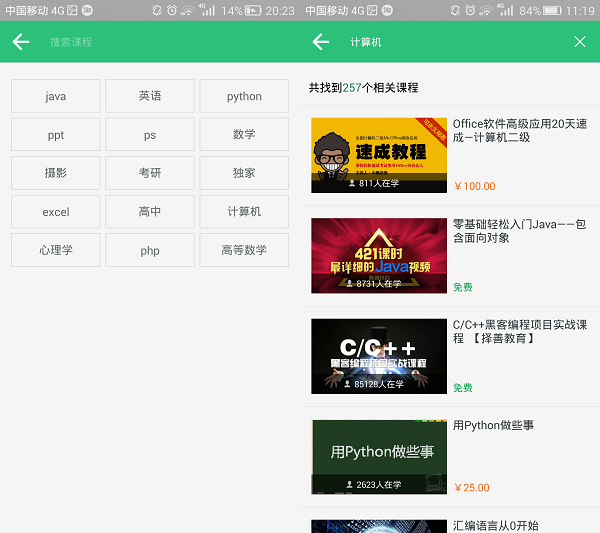 中国移动 4G
4G
14%
20:23
搜索课程
java
英语
python
ppt
ps
数学
摄影
考研
独家
excel
高中
计算机
心理学
php
高等数学
中国移动 4G
4G
84%
11:19
计算机
共找到257个相关课程
速成教程
811人在学
Office软件高级应用20天速
成—计算机二级
￥100.00
421课时
最详细的Java视频
8731人在学
零基础轻松入门Java——包
含面向对象
免费
C/C++
黑客编程项目实战课程
85128人在学
C/C++黑客编程项目实战课
程 【择善教育】
免费
用Python做些事
2623人在学
用Python做些事
￥25.00
汇编语言从0开始